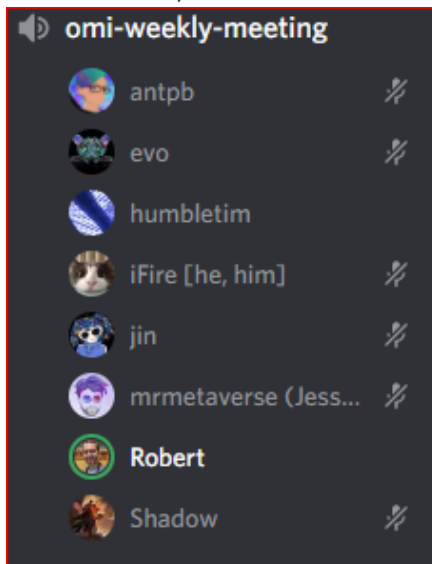 omi-weekly-meeting
antpb
evo
humbletim
iFire [he, him]
jin
mrmetaverse (Jess...
Robert
Shadow